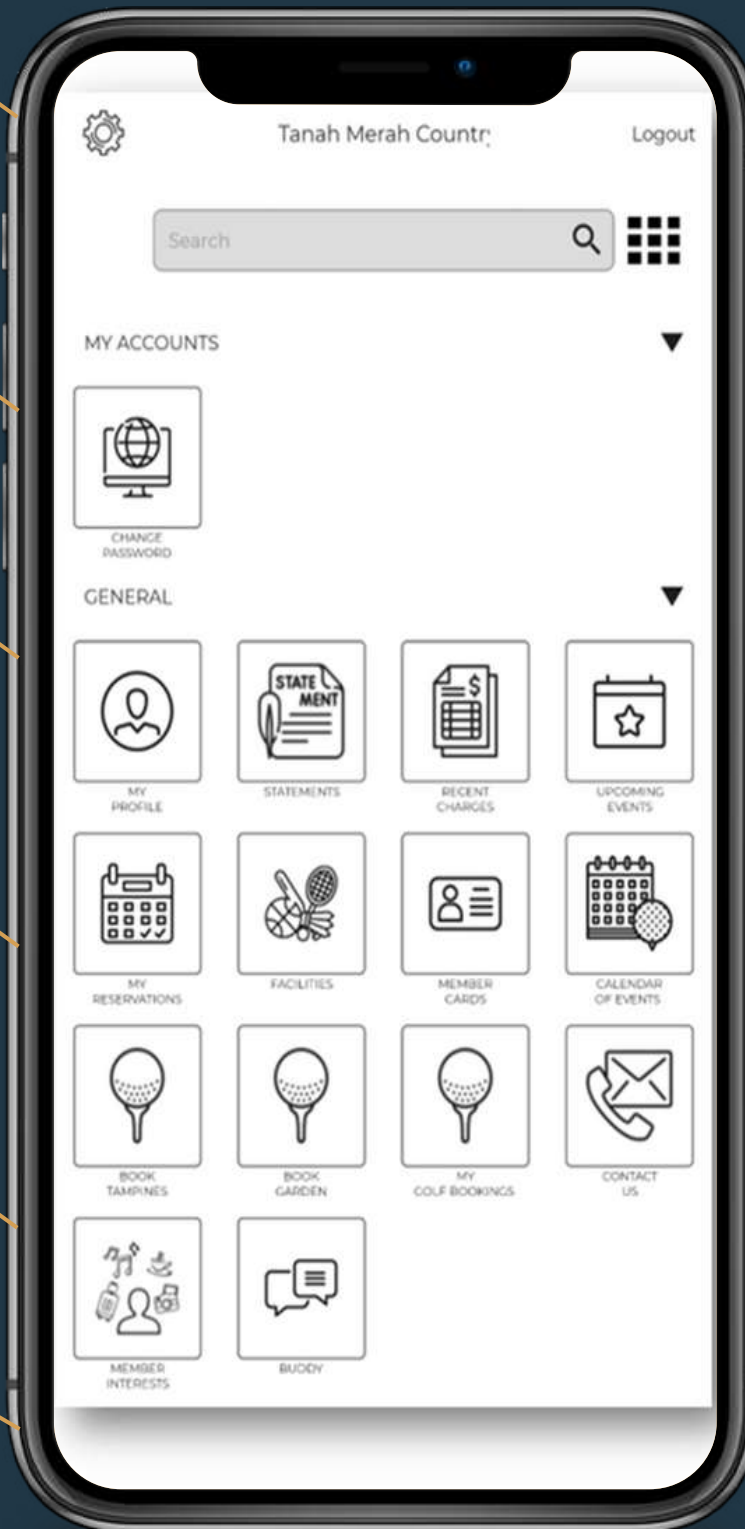 Tanah Merah Countr
Logout
Search
MY ACCOUNTS
CHANGE
PASSWORD
GENERAL
STATE
MENT
$
MY
PROFILE
STATEMENTS
RECENT
CHARGES
UPCOMING
EVENTS
MY
RESERVATIONS
FACILITIES
MEMBER
CARDS
CALENDAR
OF EVENTS
BOOK
TAMPINES
BOOK
GARDEN
MY
GOLF BOOKINGS
CONTACT
US
MEMBER
INTERESTS
BUDDY